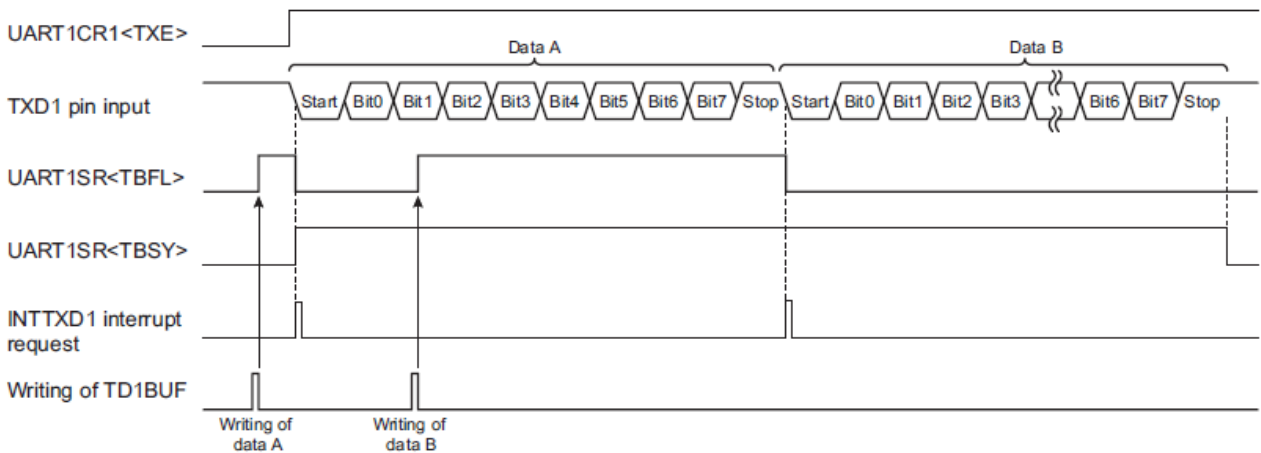 UART1CR1<TXE>
Data A
Data B
TXD1 pin input
Start Bit0 Bit1 Bit2 Bit3 Bit4 Bit5 Bit6 Bit7 Stop Start Bit0 Bit1 Bit2 Bit3 Bit6 Bit7 Stop
UART1SR<TBFL>
UART1SR<TBSY>
INTTXD1 interrupt
request
Writing of TD1BUF
Writing of
data A
Writing of
data B